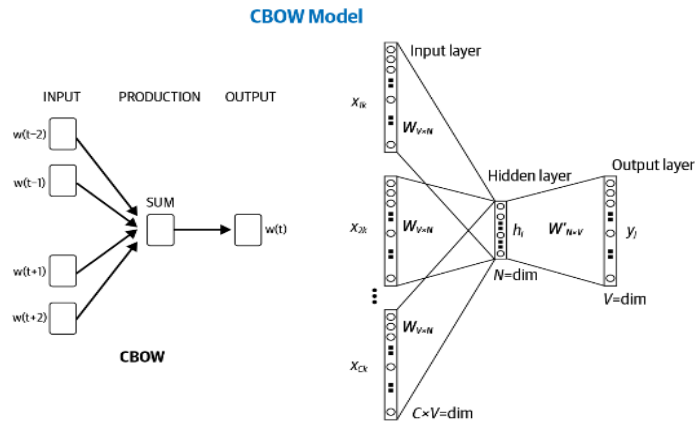 CBOW Model
INPUT PRODUCTION OUTPUT
w(t-2)
w(t-1)
SUM
w(t)
w(t+1)
w(t+2)
CBOW
Input layer
x1k
WV×N
Hidden layer
Output layer
x2k
WV×N
hi
W'N×V
yj
N=dim
V=dim
WV×N
xCk
C×V=dim